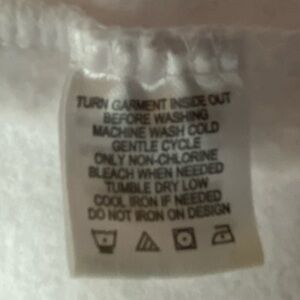 TURN GARMENT INSIDE OUT
BEFORE WASHING
MACHINE WASH COLD
GENTLE CYCLE
ONLY NON-CHLORINE
BLEACH WHEN NEEDED
TUMBLE DRY LOW
COOL IRON IF NEEDED
DO NOT IRON ON DESIGN